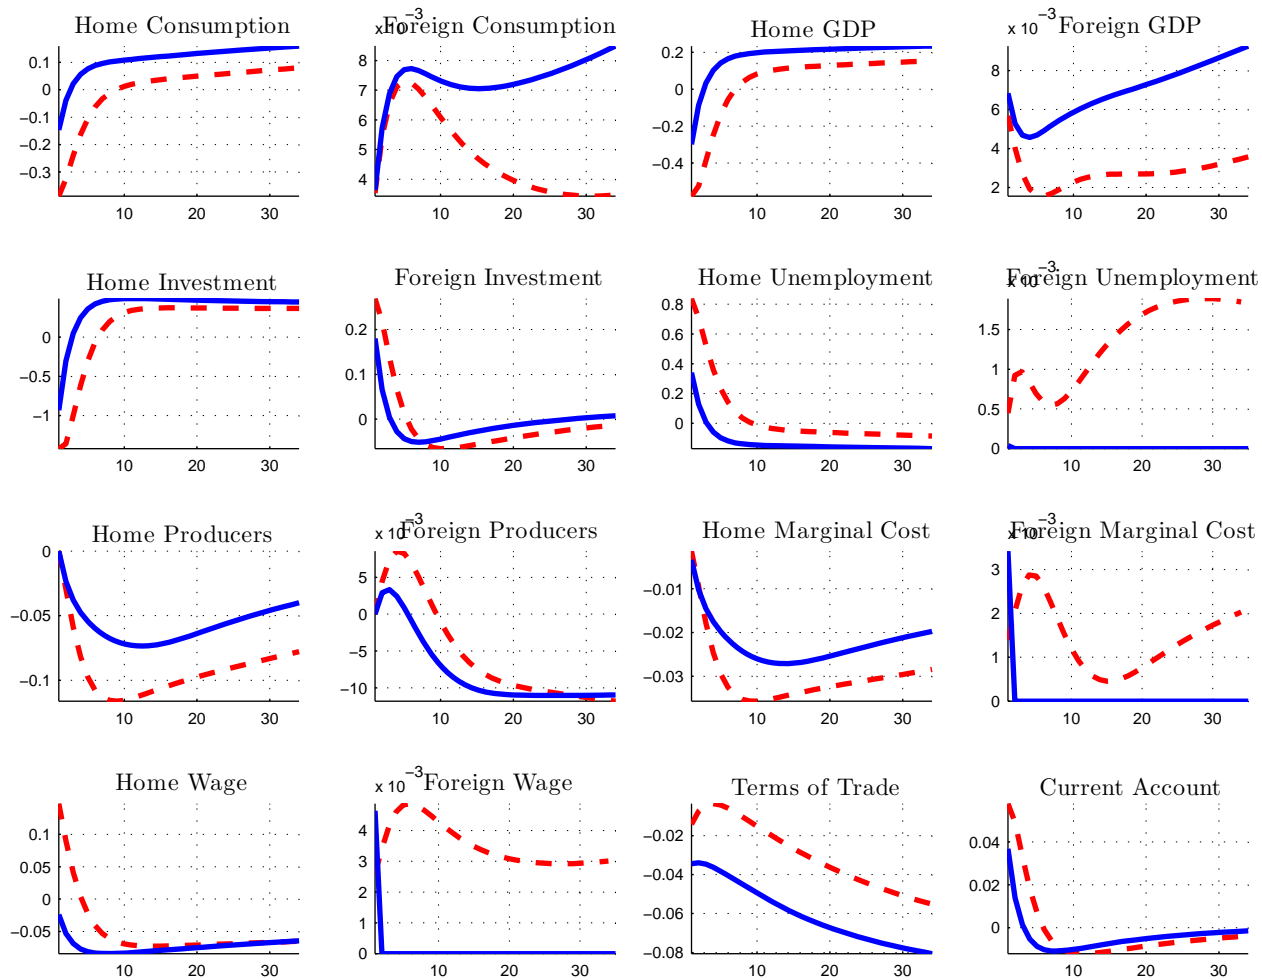 Home Consumption
x 10^−3
Foreign Consumption
Home GDP
x 10^−3
Foreign GDP
0.1
0
−0.1
−0.2
−0.3
10 20 30
8
7
6
5
4
10 20 30
0.2
0
−0.2
−0.4
10 20 30
8
6
4
2
10 20 30
Home Investment
Foreign Investment
Home Unemployment
x 10^−3
Foreign Unemployment
0
−0.5
−1
10 20 30
0.2
0.1
0
10 20 30
0.8
0.6
0.4
0.2
0
10 20 30
1.5
1
0.5
0
10 20 30
Home Producers
x 10^−3
Foreign Producers
Home Marginal Cost
x 10^−3
Foreign Marginal Cost
0
−0.05
−0.1
10 20 30
5
0
−5
−10
10 20 30
−0.01
−0.02
−0.03
10 20 30
3
2
1
0
10 20 30
Home Wage
x 10^−3
Foreign Wage
Terms of Trade
Current Account
0.1
0.05
0
−0.05
10 20 30
4
3
2
1
0
10 20 30
−0.02
−0.04
−0.06
−0.08
10 20 30
0.04
0.02
0
10 20 30